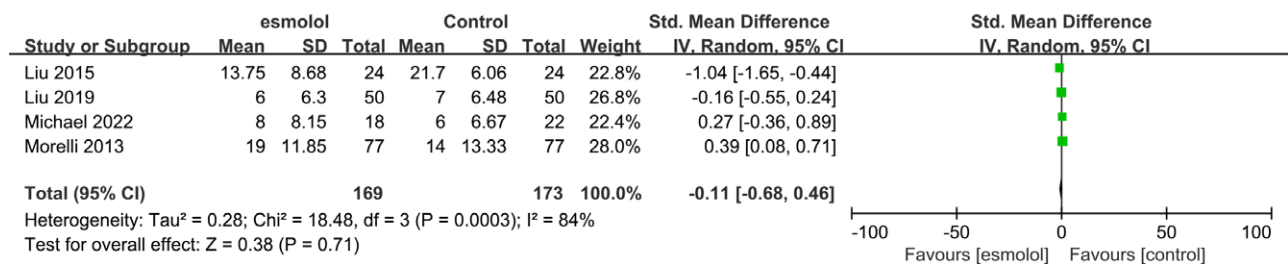 esmolol Control Std. Mean Difference Std. Mean Difference
Study or Subgroup Mean SD Total Mean SD Total Weight IV, Random, 95% CI IV, Random, 95% CI
Liu 2015 13.75 8.68 24 21.7 6.06 24 22.8% -1.04 [-1.65, -0.44]
Liu 2019 6 6.3 50 7 6.48 50 26.8% -0.16 [-0.55, 0.24]
Michael 2022 8 8.15 18 6 6.67 22 22.4% 0.27 [-0.36, 0.89]
Morelli 2013 19 11.85 77 14 13.33 77 28.0% 0.39 [0.08, 0.71]
Total (95% CI) 169 173 100.0% -0.11 [-0.68, 0.46]
Heterogeneity: Tau² = 0.28; Chi² = 18.48, df = 3 (P = 0.0003); I² = 84%
Test for overall effect: Z = 0.38 (P = 0.71)
-100 -50 0 50 100
Favours [esmolol] Favours [control]